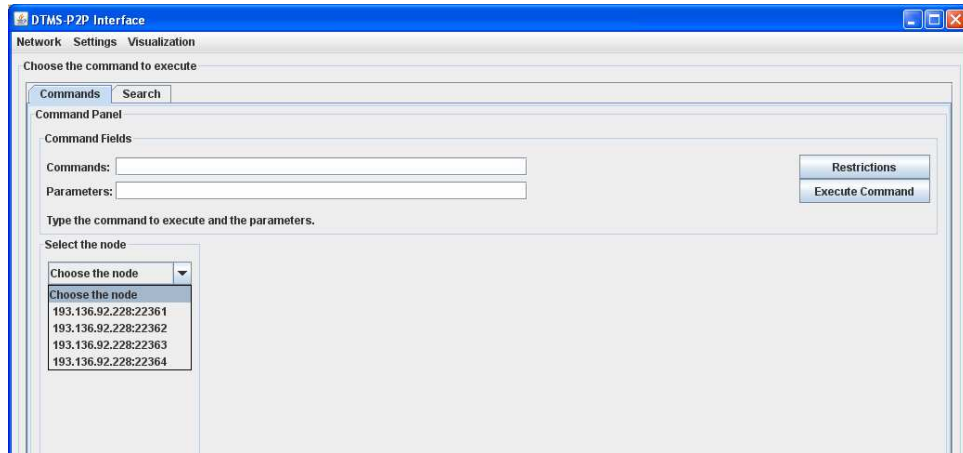 DTMS-P2P Interface
Network Settings Visualization
Choose the command to execute
Commands Search
Command Panel
Command Fields
Commands: Restrictions
Parameters: Execute Command
Type the command to execute and the parameters.
Select the node
Choose the node
Choose the node
193.136.92.228:22361
193.136.92.228:22362
193.136.92.228:22363
193.136.92.228:22364